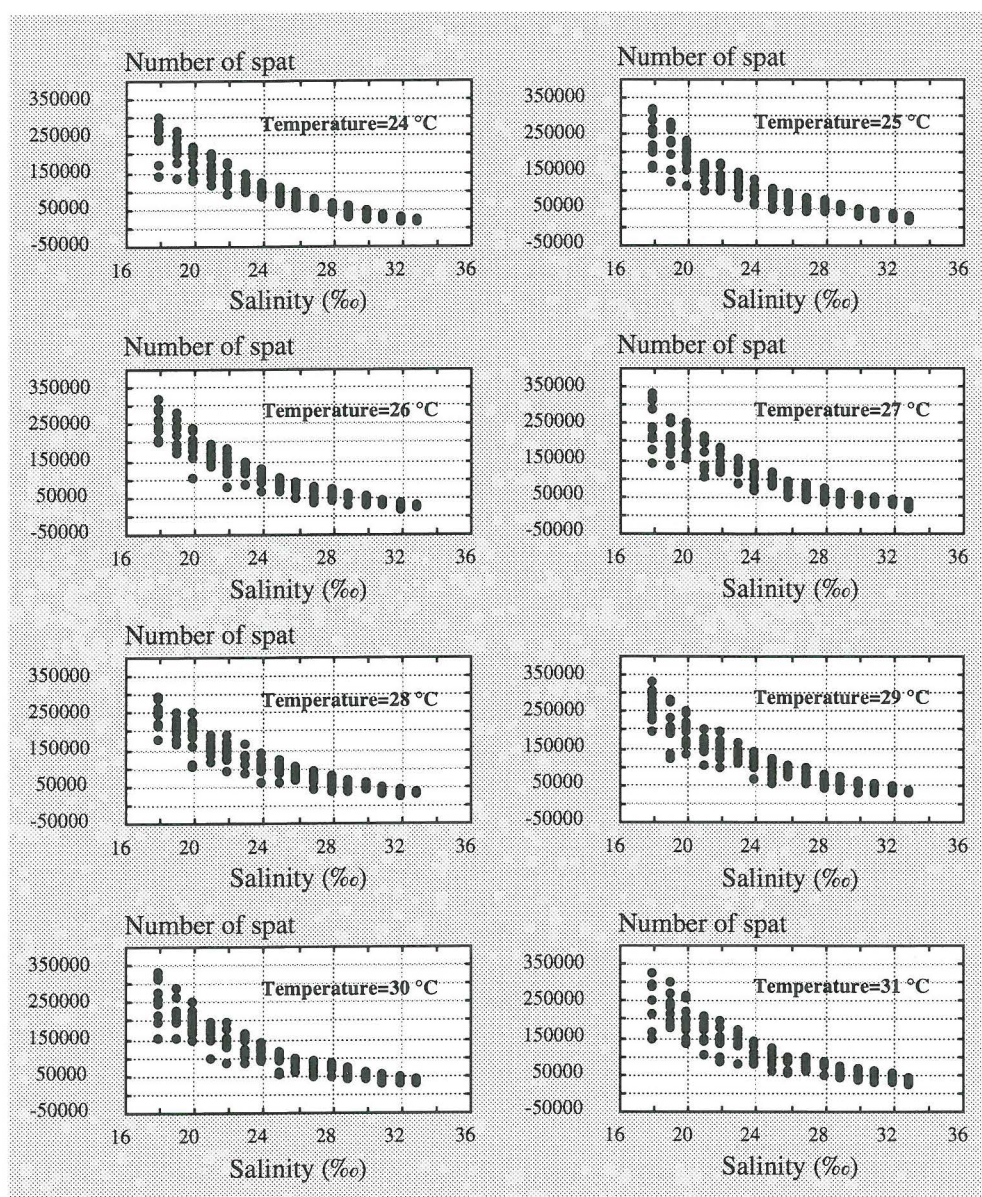 Number of spat
350000
250000
150000
50000
-50000
Temperature=24 °C
16 20 24 28 32 36
Salinity (‰)
Number of spat
350000
250000
150000
50000
-50000
Temperature=25 °C
16 20 24 28 32 36
Salinity (‰)
Number of spat
350000
250000
150000
50000
-50000
Temperature=26 °C
16 20 24 28 32 36
Salinity (‰)
Number of spat
350000
250000
150000
50000
-50000
Temperature=27 °C
16 20 24 28 32 36
Salinity (‰)
Number of spat
350000
250000
150000
50000
-50000
Temperature=28 °C
16 20 24 28 32 36
Salinity (‰)
350000
250000
150000
50000
-50000
Temperature=29 °C
16 20 24 28 32 36
Salinity (‰)
Number of spat
350000
250000
150000
50000
-50000
Temperature=30 °C
16 20 24 28 32 36
Salinity (‰)
Number of spat
350000
250000
150000
50000
-50000
Temperature=31 °C
16 20 24 28 32 36
Salinity (‰)